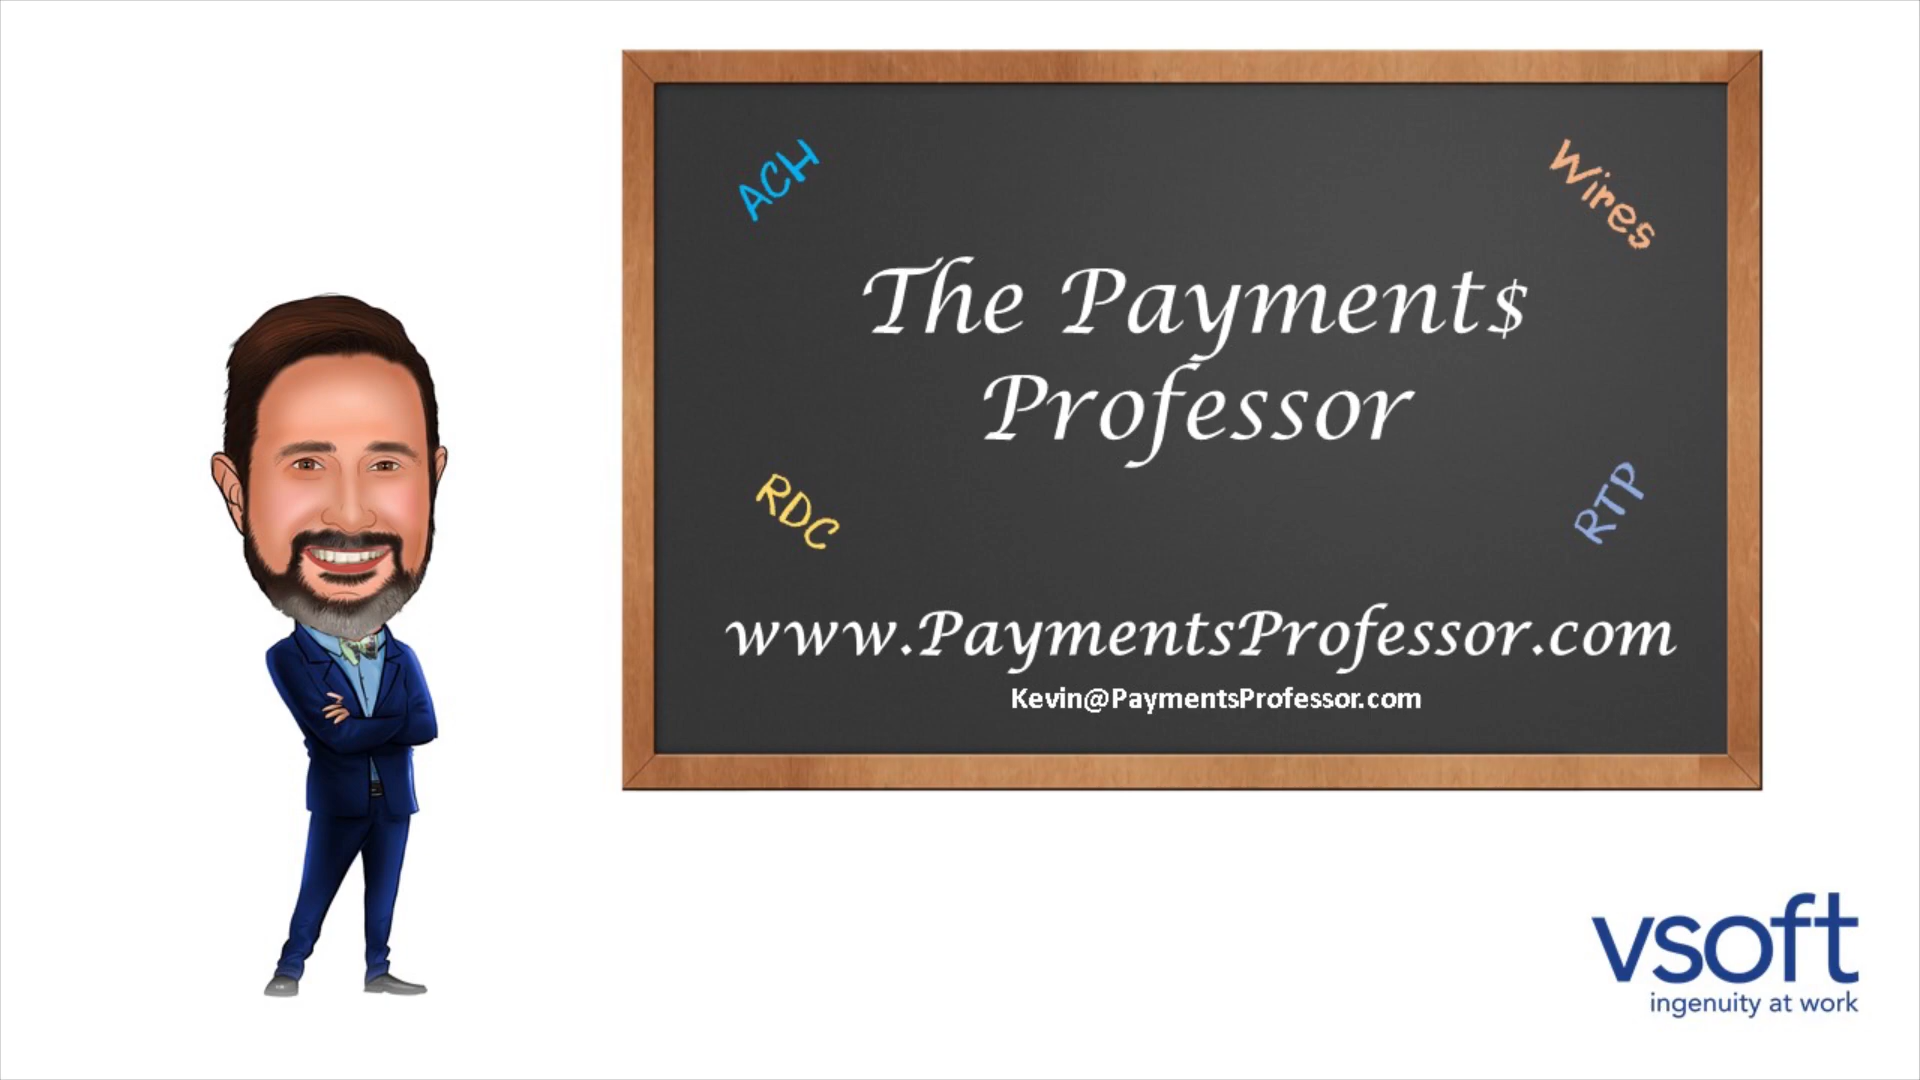 ACH
Wires
The Payment$
Professor
RDC
RTP
www.PaymentsProfessor.com
Kevin@PaymentsProfessor.com
vsoft
ingenuity at work